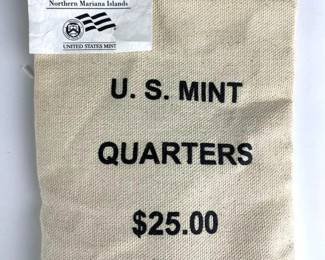 Northern Mariana Islands
UNITED STATES MINT
U. S. MINT
QUARTERS
$25.00